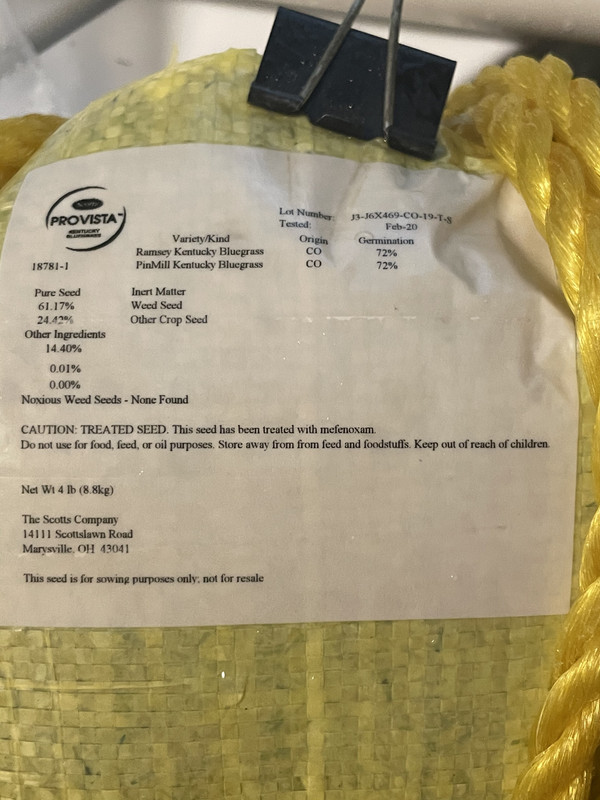 Scotts
PROVISTA™
KENTUCKY
BLUEGRASS
Lot Number: J3-J6X469-CO-19-T-8
Tested: Feb-20
Variety/Kind Origin Germination
Ramsey Kentucky Bluegrass CO 72%
18781-1 PinMill Kentucky Bluegrass CO 72%
Pure Seed Inert Matter
61.17% Weed Seed
24.42% Other Crop Seed
Other Ingredients
14.40%
0.01%
0.00%
Noxious Weed Seeds - None Found
CAUTION: TREATED SEED. This seed has been treated with mefenoxam.
Do not use for food, feed, or oil purposes. Store away from from feed and foodstuffs. Keep out of reach of children.
Net Wt 4 lb (8.8kg)
The Scotts Company
14111 Scottslawn Road
Marysville, OH 43041
This seed is for sowing purposes only; not for resale